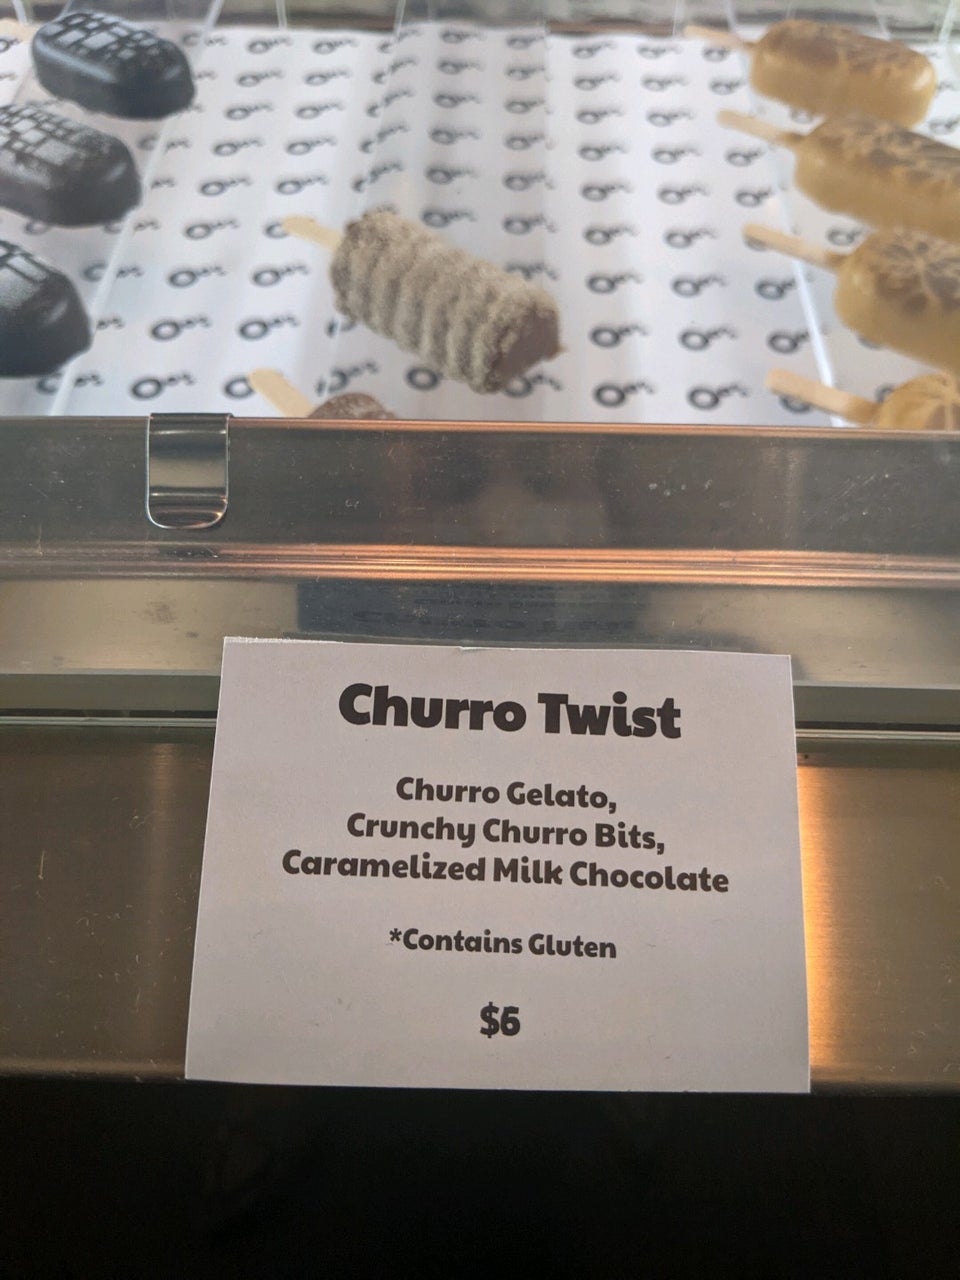 Churro Twist
Churro Gelato,
Crunchy Churro Bits,
Caramelized Milk Chocolate
*Contains Gluten
$6